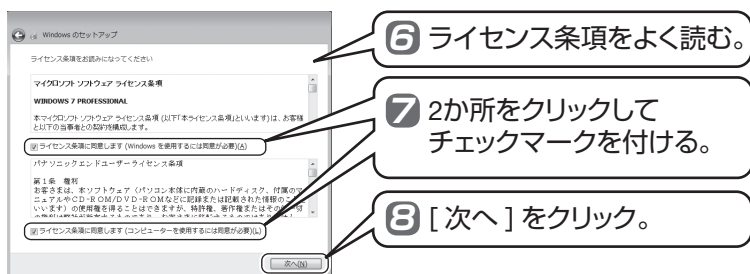 Windows のセットアップ
ライセンス条項をお読みになってください
マイクロソフト ソフトウェア ライセンス条項
WINDOWS 7 PROFESSIONAL
本マイクロソフト ソフトウェア ライセンス条項 (以下「本ライセンス条項」といいます) は、お客様
と以下の当事者との契約を構成します。
ライセンス条項に同意します (Windows を使用するには同意が必要)(A)
パナソニックエンドユーザーライセンス条項
第1条 権利
お客さまは、本ソフトウェア (パソコン本体に内蔵のハードディスク、付属のマ
ニュアルやCD-ROM/DVD-ROMなどに記録または記載された情報のこ
いいます) の使用権を得ることはできますが、特許権、著作権またはその
ライセンス条項に同意します (コンピューターを使用するには同意が必要)(L)
次へ(N)
6 ライセンス条項をよく読む。
7 2か所をクリックして
チェックマークを付ける。
8 [ 次へ ] をクリック。